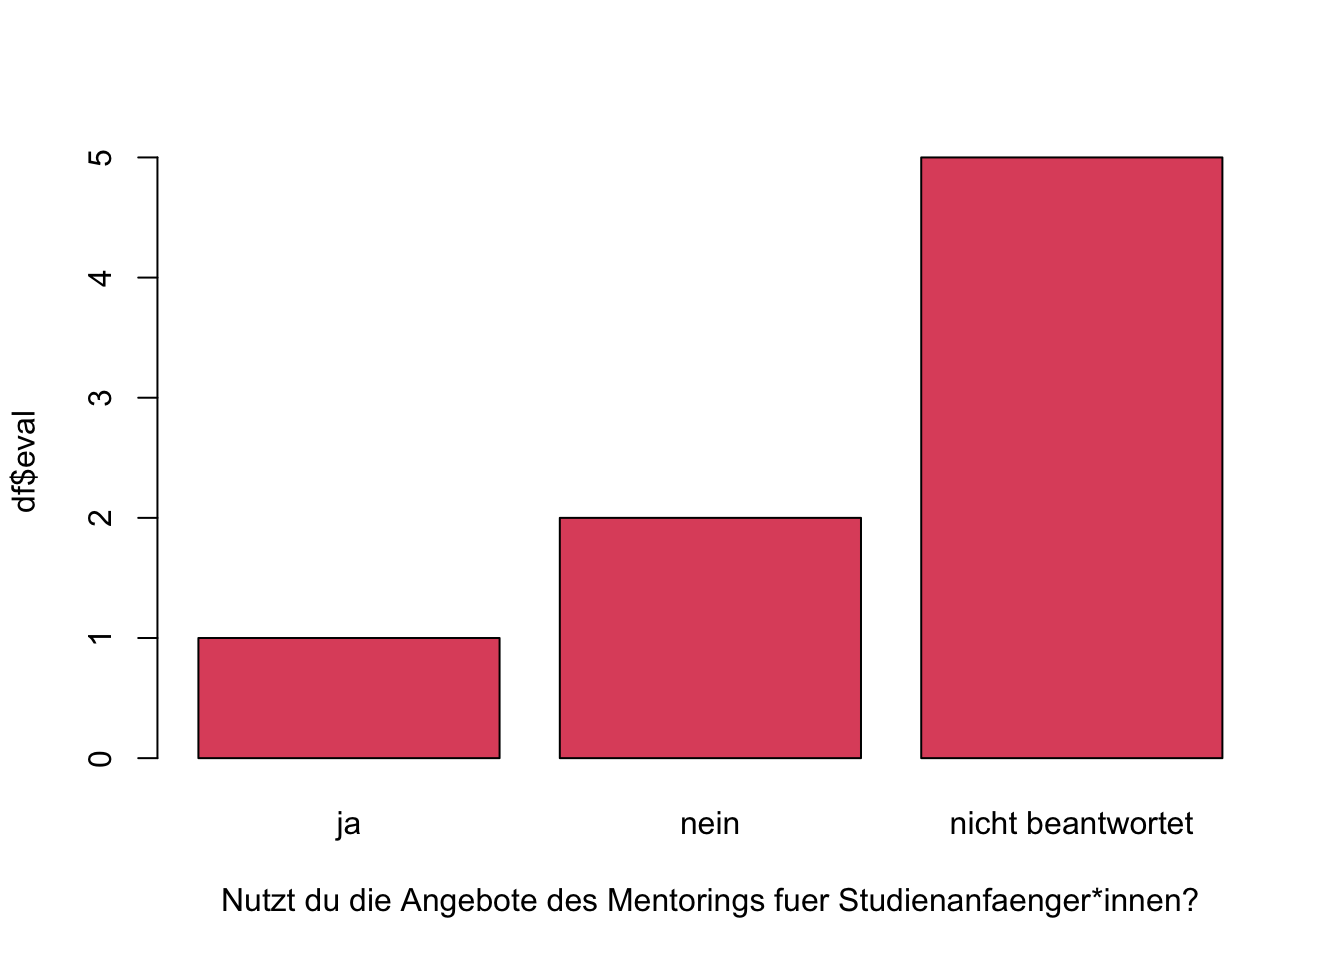 5
4
3
2
1
0
df$eval
ja nein nicht beantwortet
Nutzt du die Angebote des Mentorings fuer Studienanfaenger*innen?